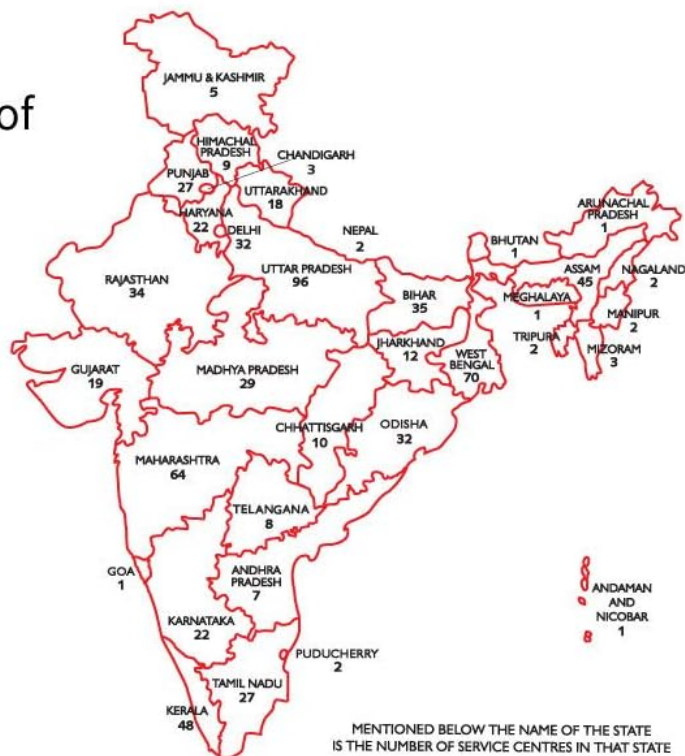 of
JAMMU & KASHMIR
5
HIMACHAL
PRADESH
9
CHANDIGARH
3
PUNJAB
27
UTTARAKHAND
18
HARYANA
22
DELHI
32
NEPAL
2
BHUTAN
1
ARUNACHAL
PRADESH
1
RAJASTHAN
34
UTTAR PRADESH
96
BIHAR
35
ASSAM
45
NAGALAND
2
MEGHALAYA
1
MANIPUR
2
TRIPURA
2
MIZORAM
3
GUJARAT
19
MADHYA PRADESH
29
JHARKHAND
12
WEST
BENGAL
70
CHHATTISGARH
10
ODISHA
32
MAHARASHTRA
64
TELANGANA
8
GOA
1
ANDHRA
PRADESH
7
KARNATAKA
22
ANDAMAN
AND
NICOBAR
1
PUDUCHERRY
2
TAMIL NADU
27
KERALA
48
MENTIONED BELOW THE NAME OF THE STATE
IS THE NUMBER OF SERVICE CENTRES IN THAT STATE